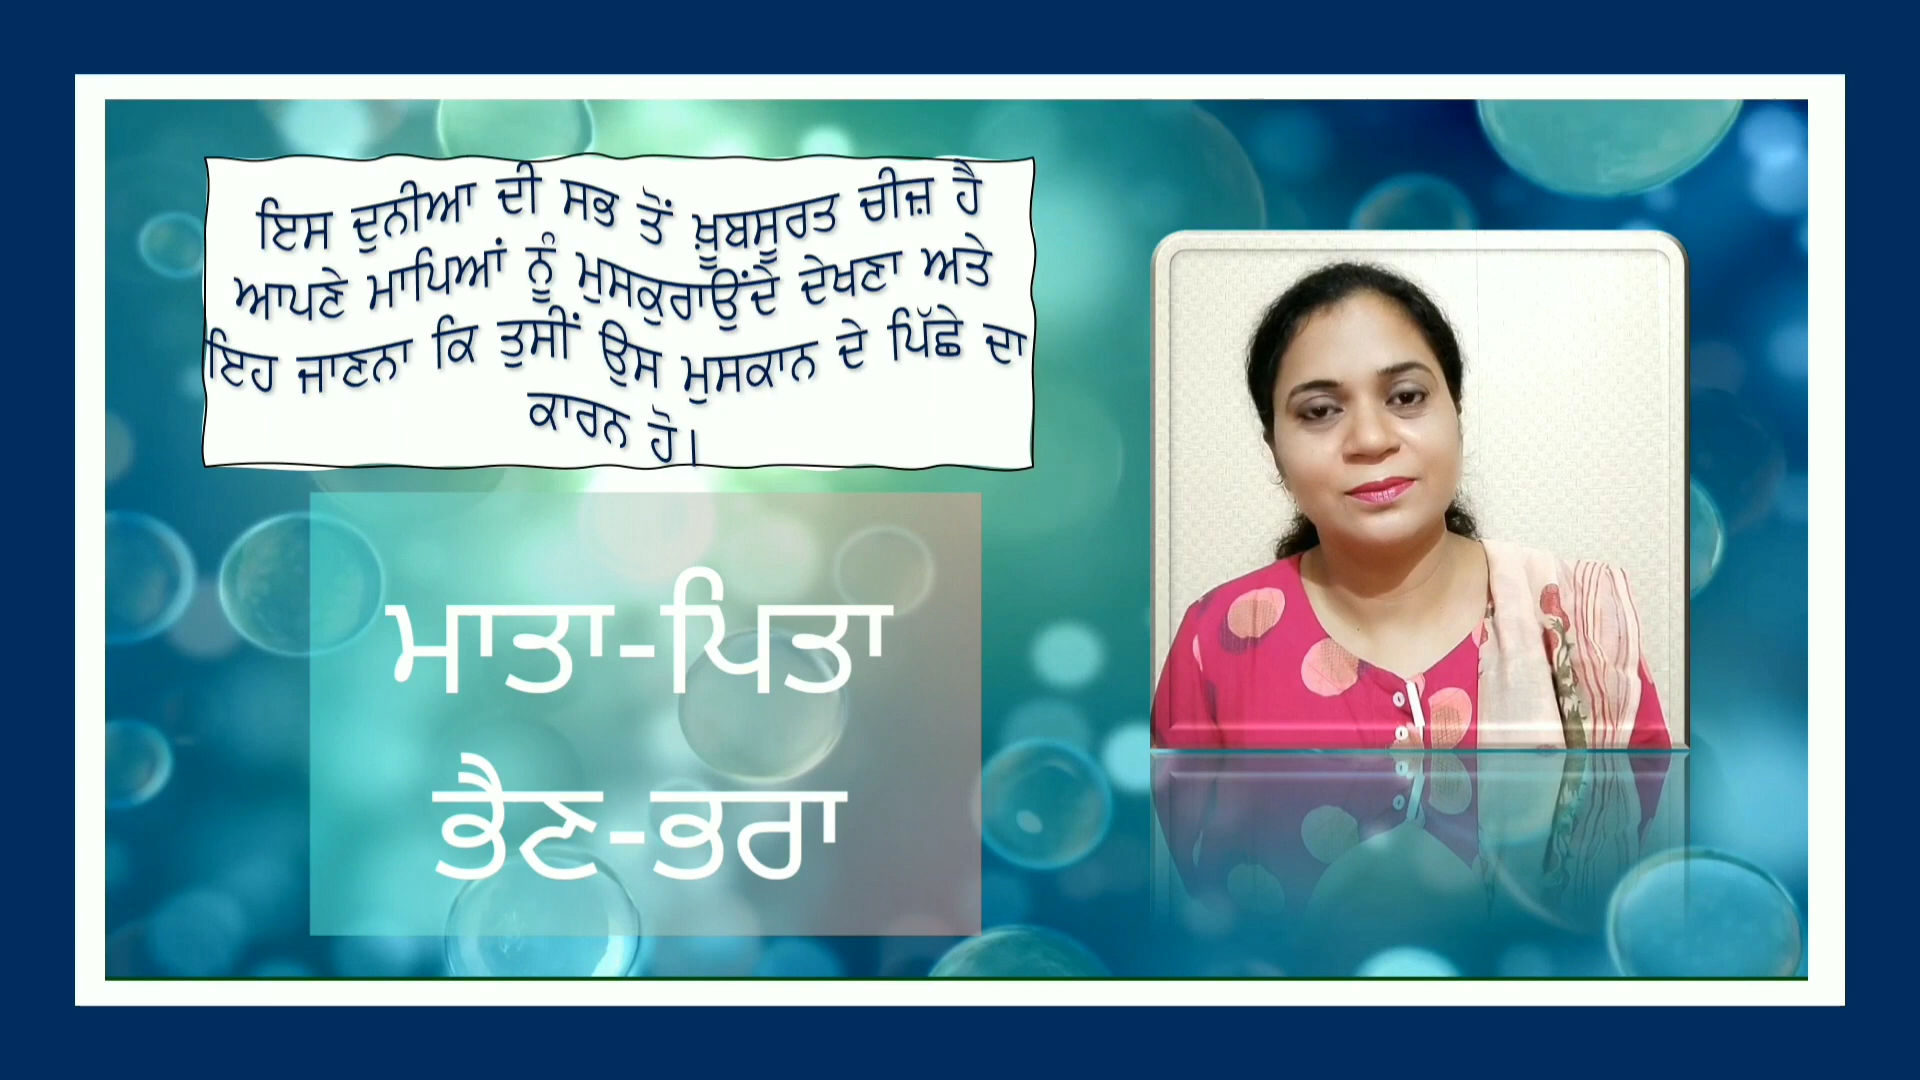 ਇਸ ਦੁਨੀਆ ਦੀ ਸਭ ਤੋਂ ਖ਼ੂਬਸੂਰਤ ਚੀਜ਼ ਹੈ
ਆਪਣੇ ਮਾਪਿਆਂ ਨੂੰ ਮੁਸਕੁਰਾਉਂਦੇ ਦੇਖਣਾ ਅਤੇ
ਇਹ ਜਾਣਨਾ ਕਿ ਤੁਸੀਂ ਉਸ ਮੁਸਕਾਨ ਦੇ ਪਿੱਛੇ ਦਾ
ਕਾਰਨ ਹੋ।
ਮਾਤਾ-ਪਿਤਾ
ਭੈਣ-ਭਰਾ